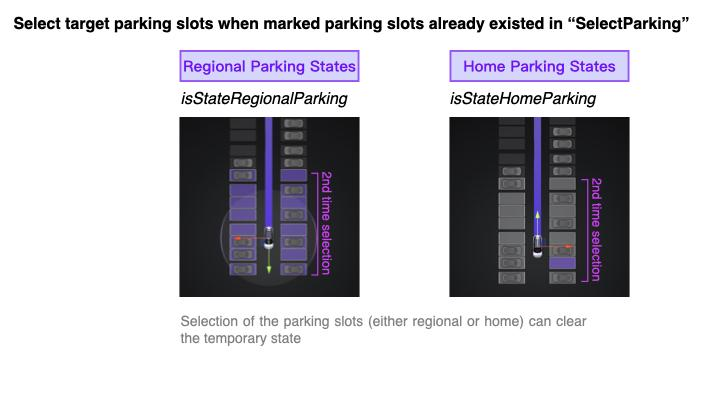 Select target parking slots when marked parking slots already existed in “SelectParking”
Regional Parking States
Home Parking States
isStateRegionalParking
isStateHomeParking
2nd time selection
2nd time selection
Selection of the parking slots (either regional or home) can clear
the temporary state